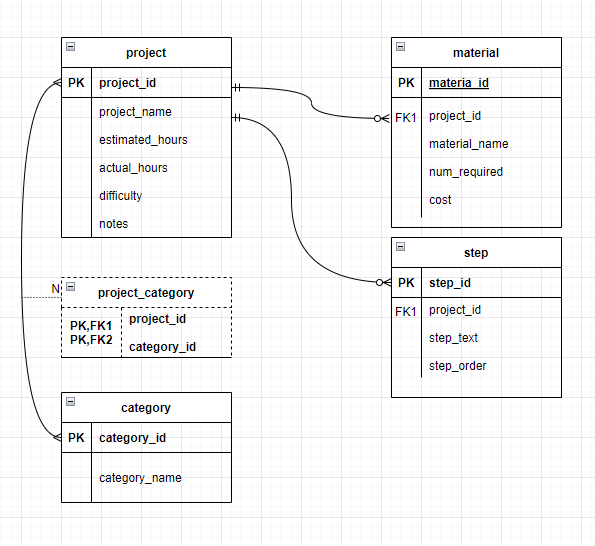 project
PK project_id
project_name
estimated_hours
actual_hours
difficulty
notes
material
PK materia_id
FK1 project_id
material_name
num_required
cost
step
PK step_id
FK1 project_id
step_text
step_order
N
project_category
PK,FK1 project_id
PK,FK2 category_id
category
PK category_id
category_name